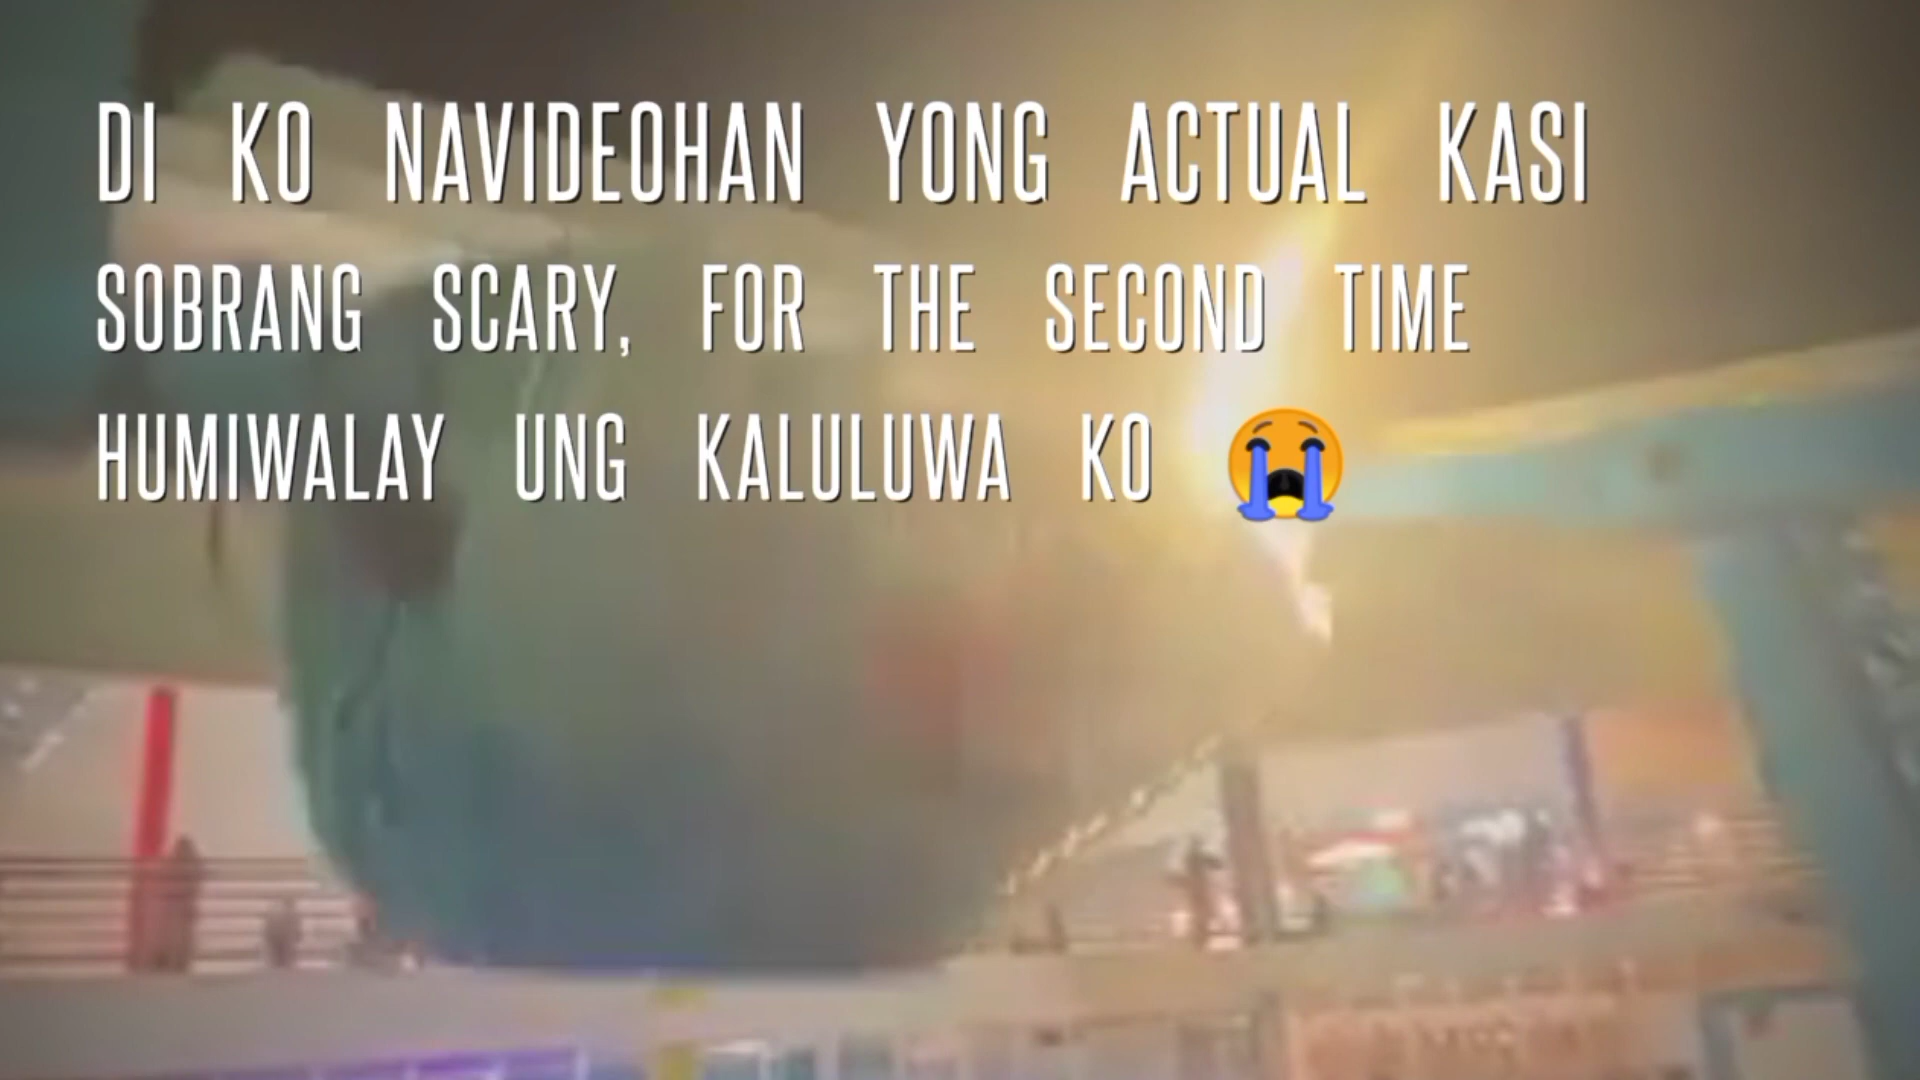 DI KO NAVIDEOHAN YONG ACTUAL KASI
SOBRANG SCARY, FOR THE SECOND TIME
HUMIWALAY UNG KALULUWA KO 😭